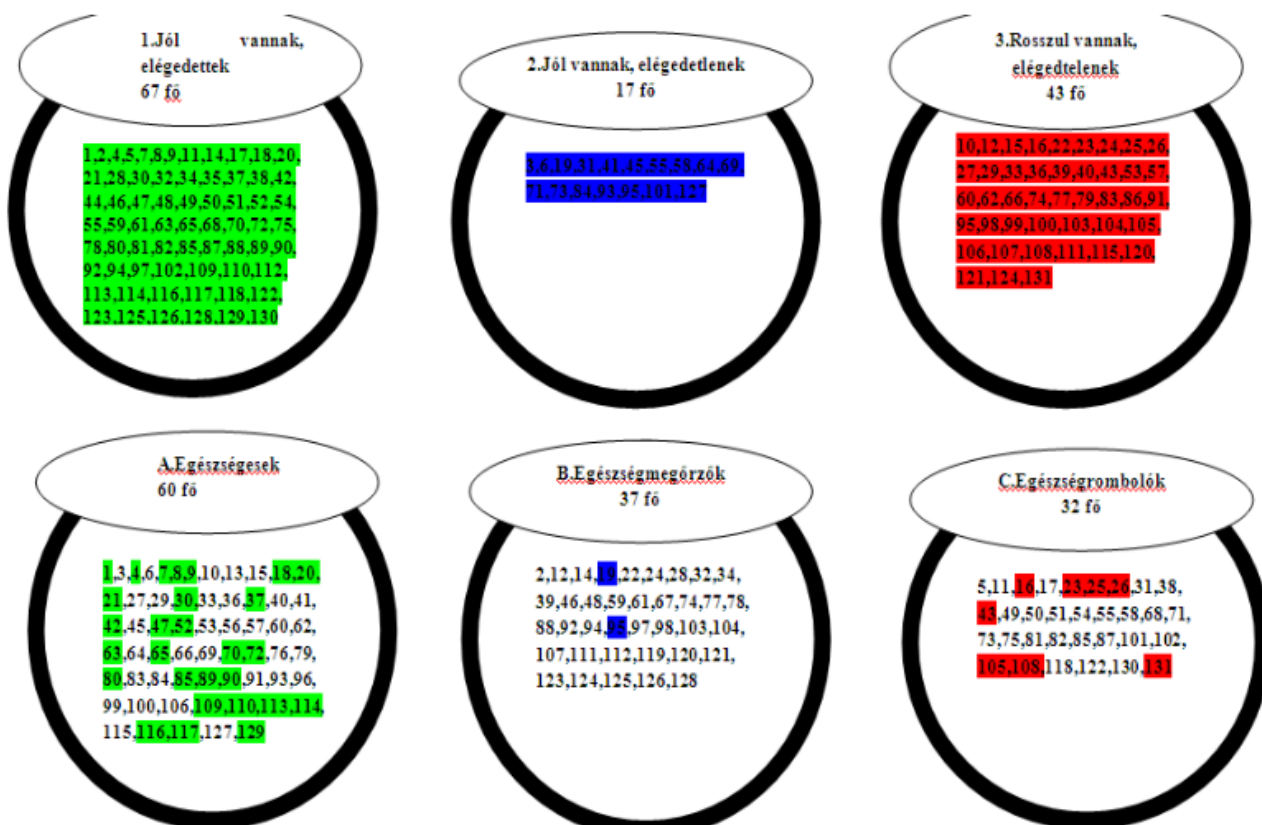 1.Jól vannak,
elégedettek
67 fő
1,2,4,5,7,8,9,11,14,17,18,20,
21,28,30,32,34,35,37,38,42,
44,46,47,48,49,50,51,52,54,
55,59,61,63,65,68,70,72,75,
78,80,81,82,85,87,88,89,90,
92,94,97,102,109,110,112,
113,114,116,117,118,122,
123,125,126,128,129,130
2.Jól vannak, elégedetlenek
17 fő
3,6,19,31,41,45,55,58,64,69,
71,73,84,93,95,101,127
3.Rosszul vannak,
elégedtelenek
43 fő
10,12,15,16,22,23,24,25,26,
27,29,33,36,39,40,43,53,57,
60,62,66,74,77,79,83,86,91,
95,98,99,100,103,104,105,
106,107,108,111,115,120,
121,124,131
A.Egészségesek
60 fő
1,3,4,6,7,8,9,10,13,15,18,20,
21,27,29,30,33,36,37,40,41,
42,45,47,52,53,56,57,60,62,
63,64,65,66,69,70,72,76,79,
80,83,84,85,89,90,91,93,96,
99,100,106,109,110,113,114,
115,116,117,127,129
B.Egészségmegőrzők
37 fő
2,12,14,19,22,24,28,32,34,
39,46,48,59,61,67,74,77,78,
88,92,94,95,97,98,103,104,
107,111,112,119,120,121,
123,124,125,126,128
C.Egészségrombolók
32 fő
5,11,16,17,23,25,26,31,38,
43,49,50,51,54,55,58,68,71,
73,75,81,82,85,87,101,102,
105,108,118,122,130,131